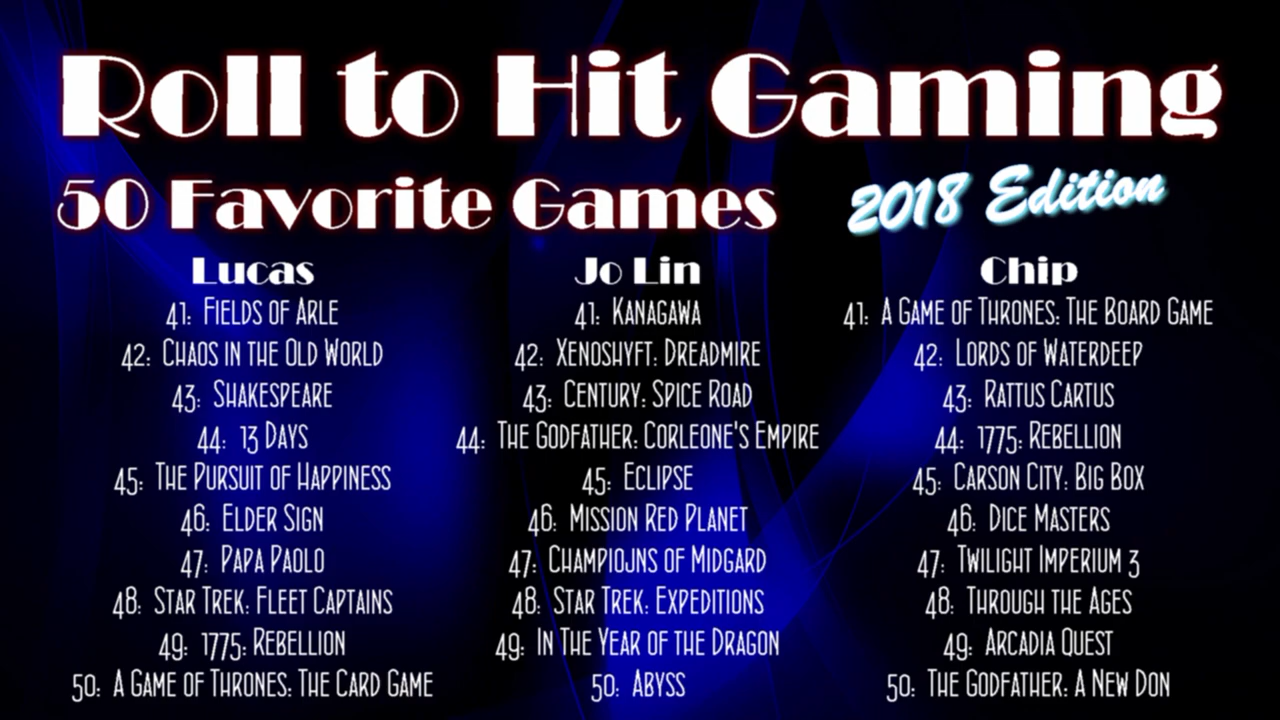 Roll to Hit Gaming
50 Favorite Games
2018 Edition
Lucas
41: Fields of Arle
42: Chaos in the Old World
43: Shakespeare
44: 13 Days
45: The Pursuit of Happiness
46: Elder Sign
47: Papa Paolo
48: Star Trek: Fleet Captains
49: 1775: Rebellion
50: A Game of Thrones: The Card Game
Jo Lin
41: Kanagawa
42: Xenoshyft: Dreadmire
43: Century: Spice Road
44: The Godfather: Corleone's Empire
45: Eclipse
46: Mission Red Planet
47: Champiojns of Midgard
48: Star Trek: Expeditions
49: In The Year of the Dragon
50: Abyss
Chip
41: A Game of Thrones: The Board Game
42: Lords of Waterdeep
43: Rattus Cartus
44: 1775: Rebellion
45: Carson City: Big Box
46: Dice Masters
47: Twilight Imperium 3
48: Through the Ages
49: Arcadia Quest
50: The Godfather: A New Don